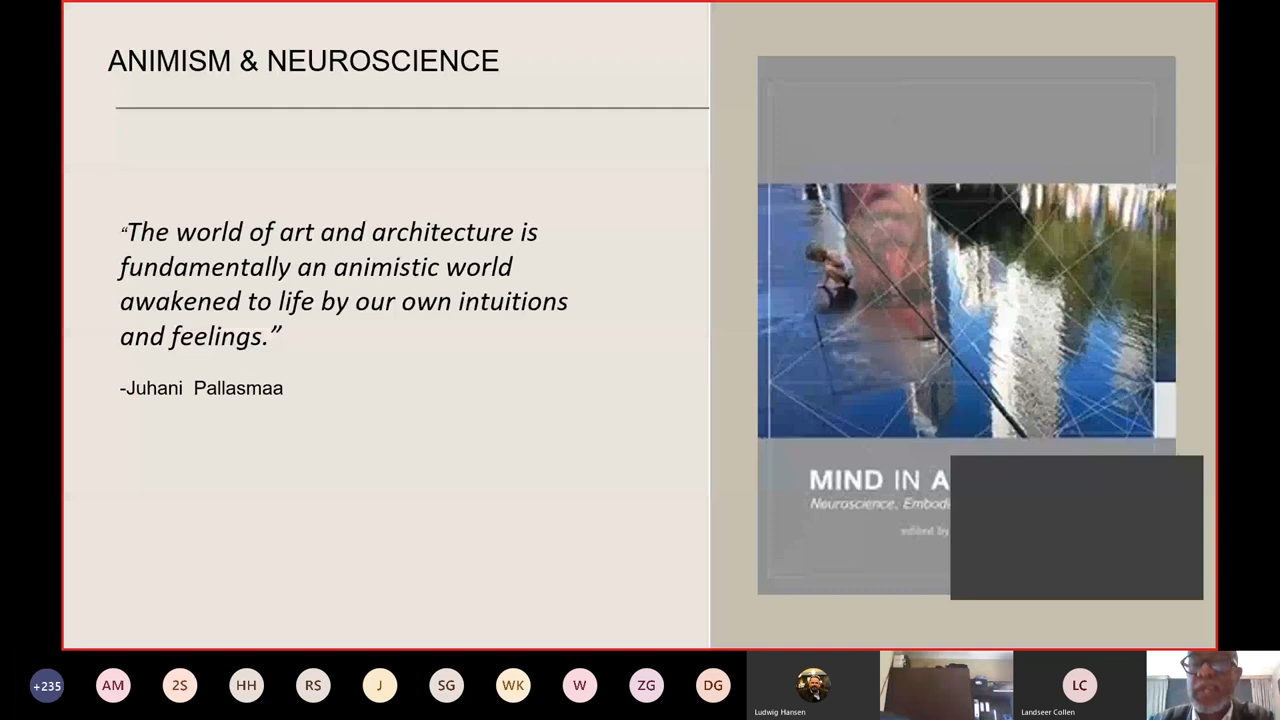 ANIMISM & NEUROSCIENCE
“The world of art and architecture is
fundamentally an animistic world
awakened to life by our own intuitions
and feelings.”
-Juhani Pallasmaa
MIND IN A
Neuroscience, Embodi
edited by
+235
AM
2S
HH
RS
J
SG
WK
W
ZG
DG
Ludwig Hansen
LC
Landseer Collen